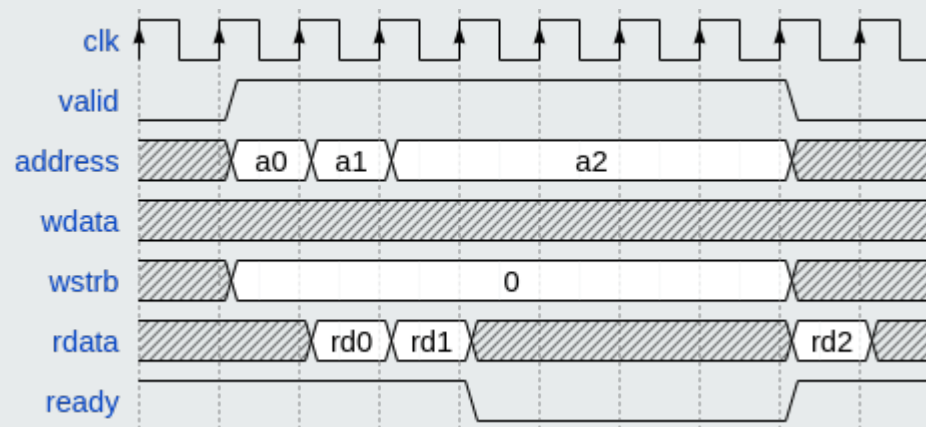 clk
valid
address a0 a1 a2
wdata
wstrb 0
rdata rd0 rd1 rd2
ready